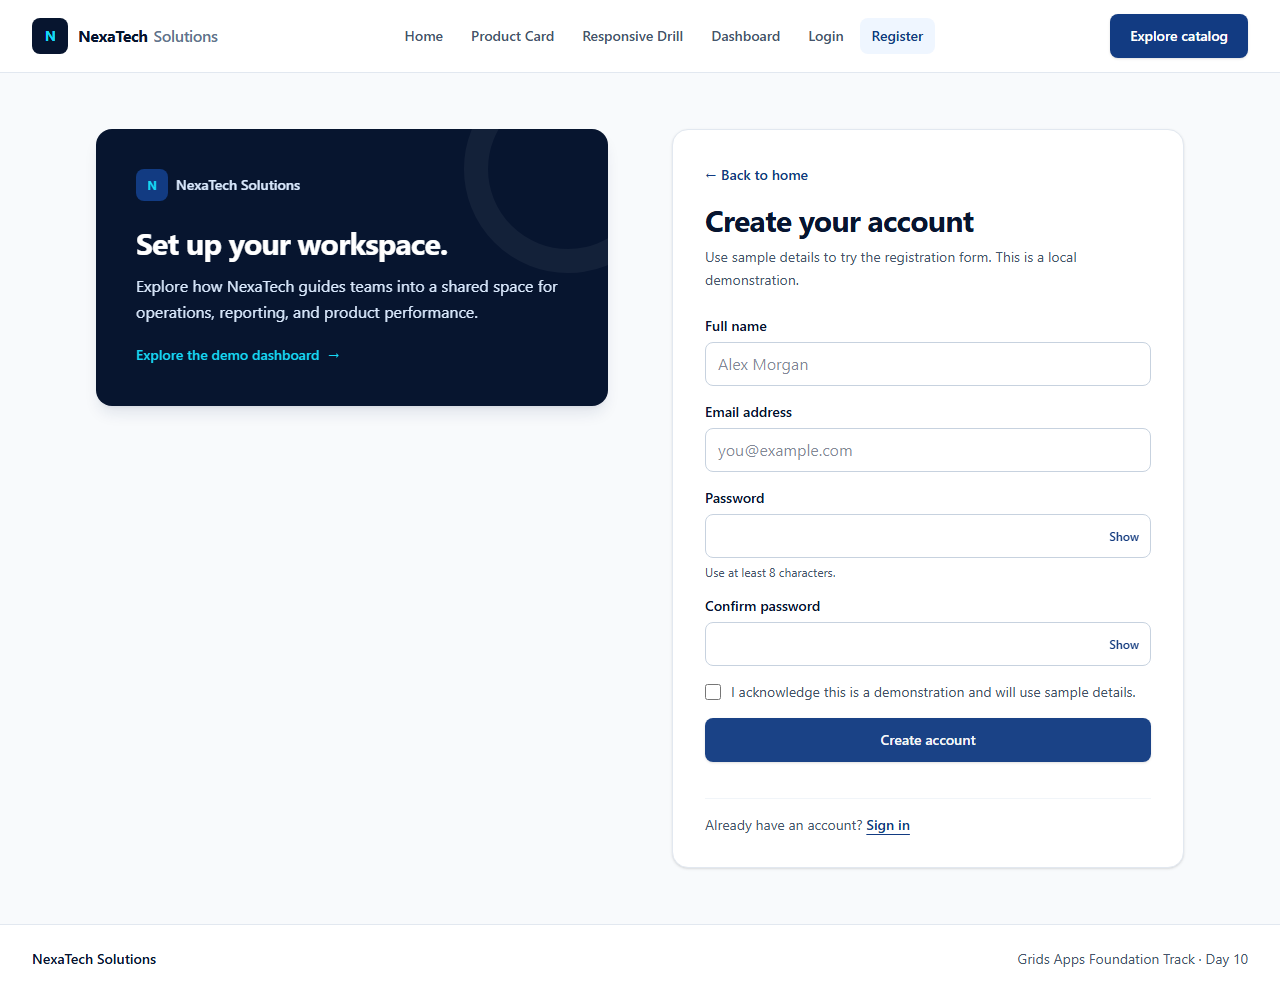 N NexaTech Solutions
Home Product Card Responsive Drill Dashboard Login Register
Explore catalog
N NexaTech Solutions
Set up your workspace.
Explore how NexaTech guides teams into a shared space for
operations, reporting, and product performance.
Explore the demo dashboard →
← Back to home
Create your account
Use sample details to try the registration form. This is a local
demonstration.
Full name
Alex Morgan
Email address
you@example.com
Password
Show
Use at least 8 characters.
Confirm password
Show
I acknowledge this is a demonstration and will use sample details.
Create account
Already have an account? Sign in
NexaTech Solutions
Grids Apps Foundation Track · Day 10